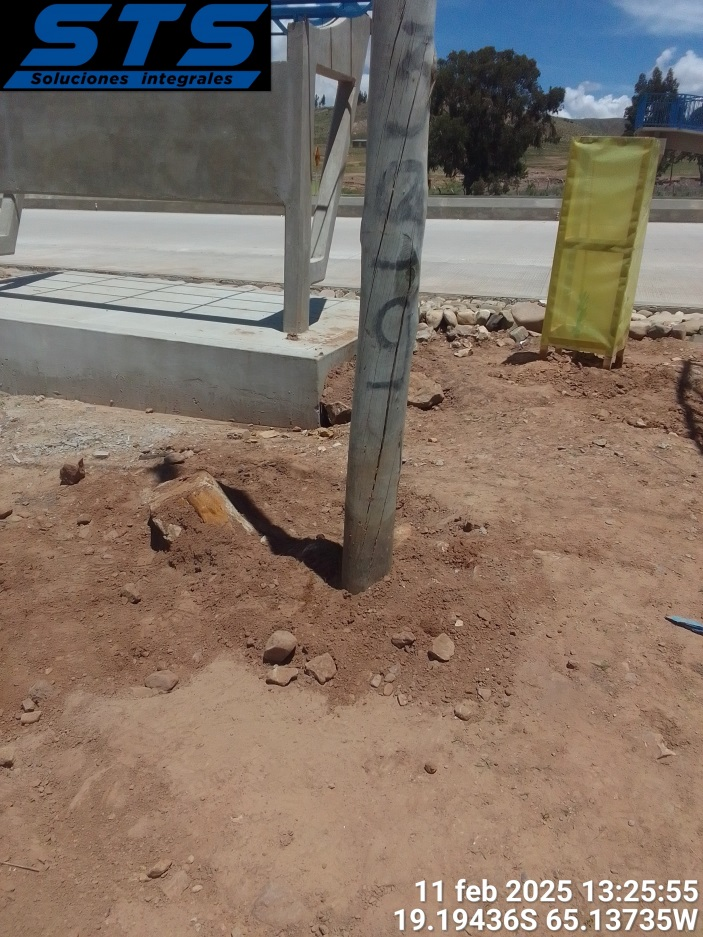 STS
Soluciones integrales
11 feb 2025 13:25:55
19.19436S 65.13735W